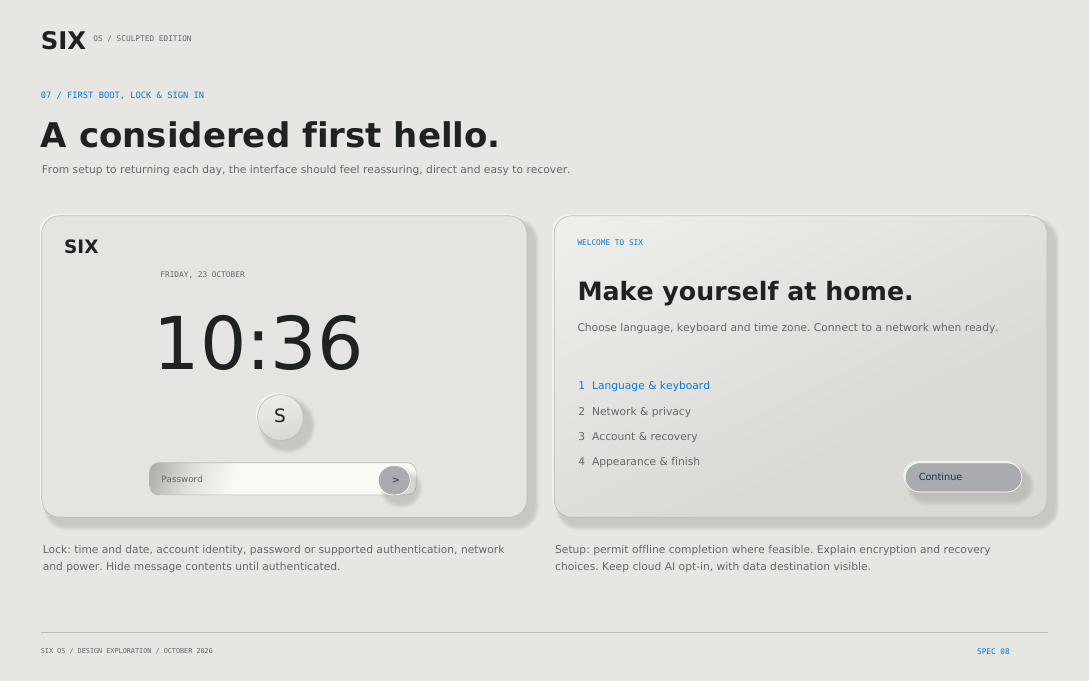 SIX OS / SCULPTED EDITION
07 / FIRST BOOT, LOCK & SIGN IN
A considered first hello.
From setup to returning each day, the interface should feel reassuring, direct and easy to recover.
SIX
FRIDAY, 23 OCTOBER
10:36
S
Password >
Lock: time and date, account identity, password or supported authentication, network
and power. Hide message contents until authenticated.
WELCOME TO SIX
Make yourself at home.
Choose language, keyboard and time zone. Connect to a network when ready.
1 Language & keyboard
2 Network & privacy
3 Account & recovery
4 Appearance & finish
Continue
Setup: permit offline completion where feasible. Explain encryption and recovery
choices. Keep cloud AI opt-in, with data destination visible.
SIX OS / DESIGN EXPLORATION / OCTOBER 2026
SPEC 08